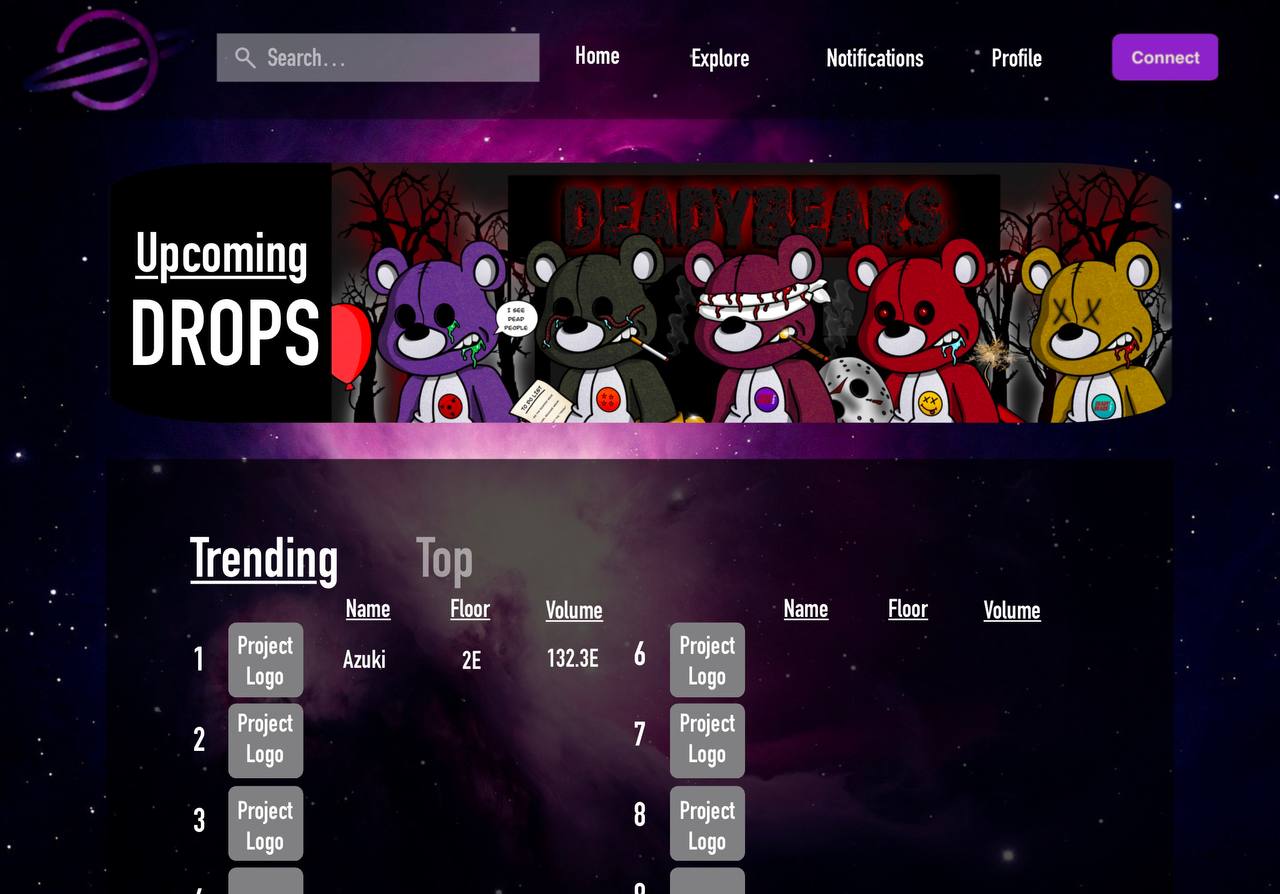 Search...
Home
Explore
Notifications
Profile
Connect
Upcoming
DROPS
DEADYBEARS
I SEE
DEAD
PEOPLE
TO DO LIST
Trending
Top
Name Floor Volume Name Floor Volume
1
Project
Logo
Azuki 2E 132.3E
6
Project
Logo
2
Project
Logo
7
Project
Logo
3
Project
Logo
8
Project
Logo